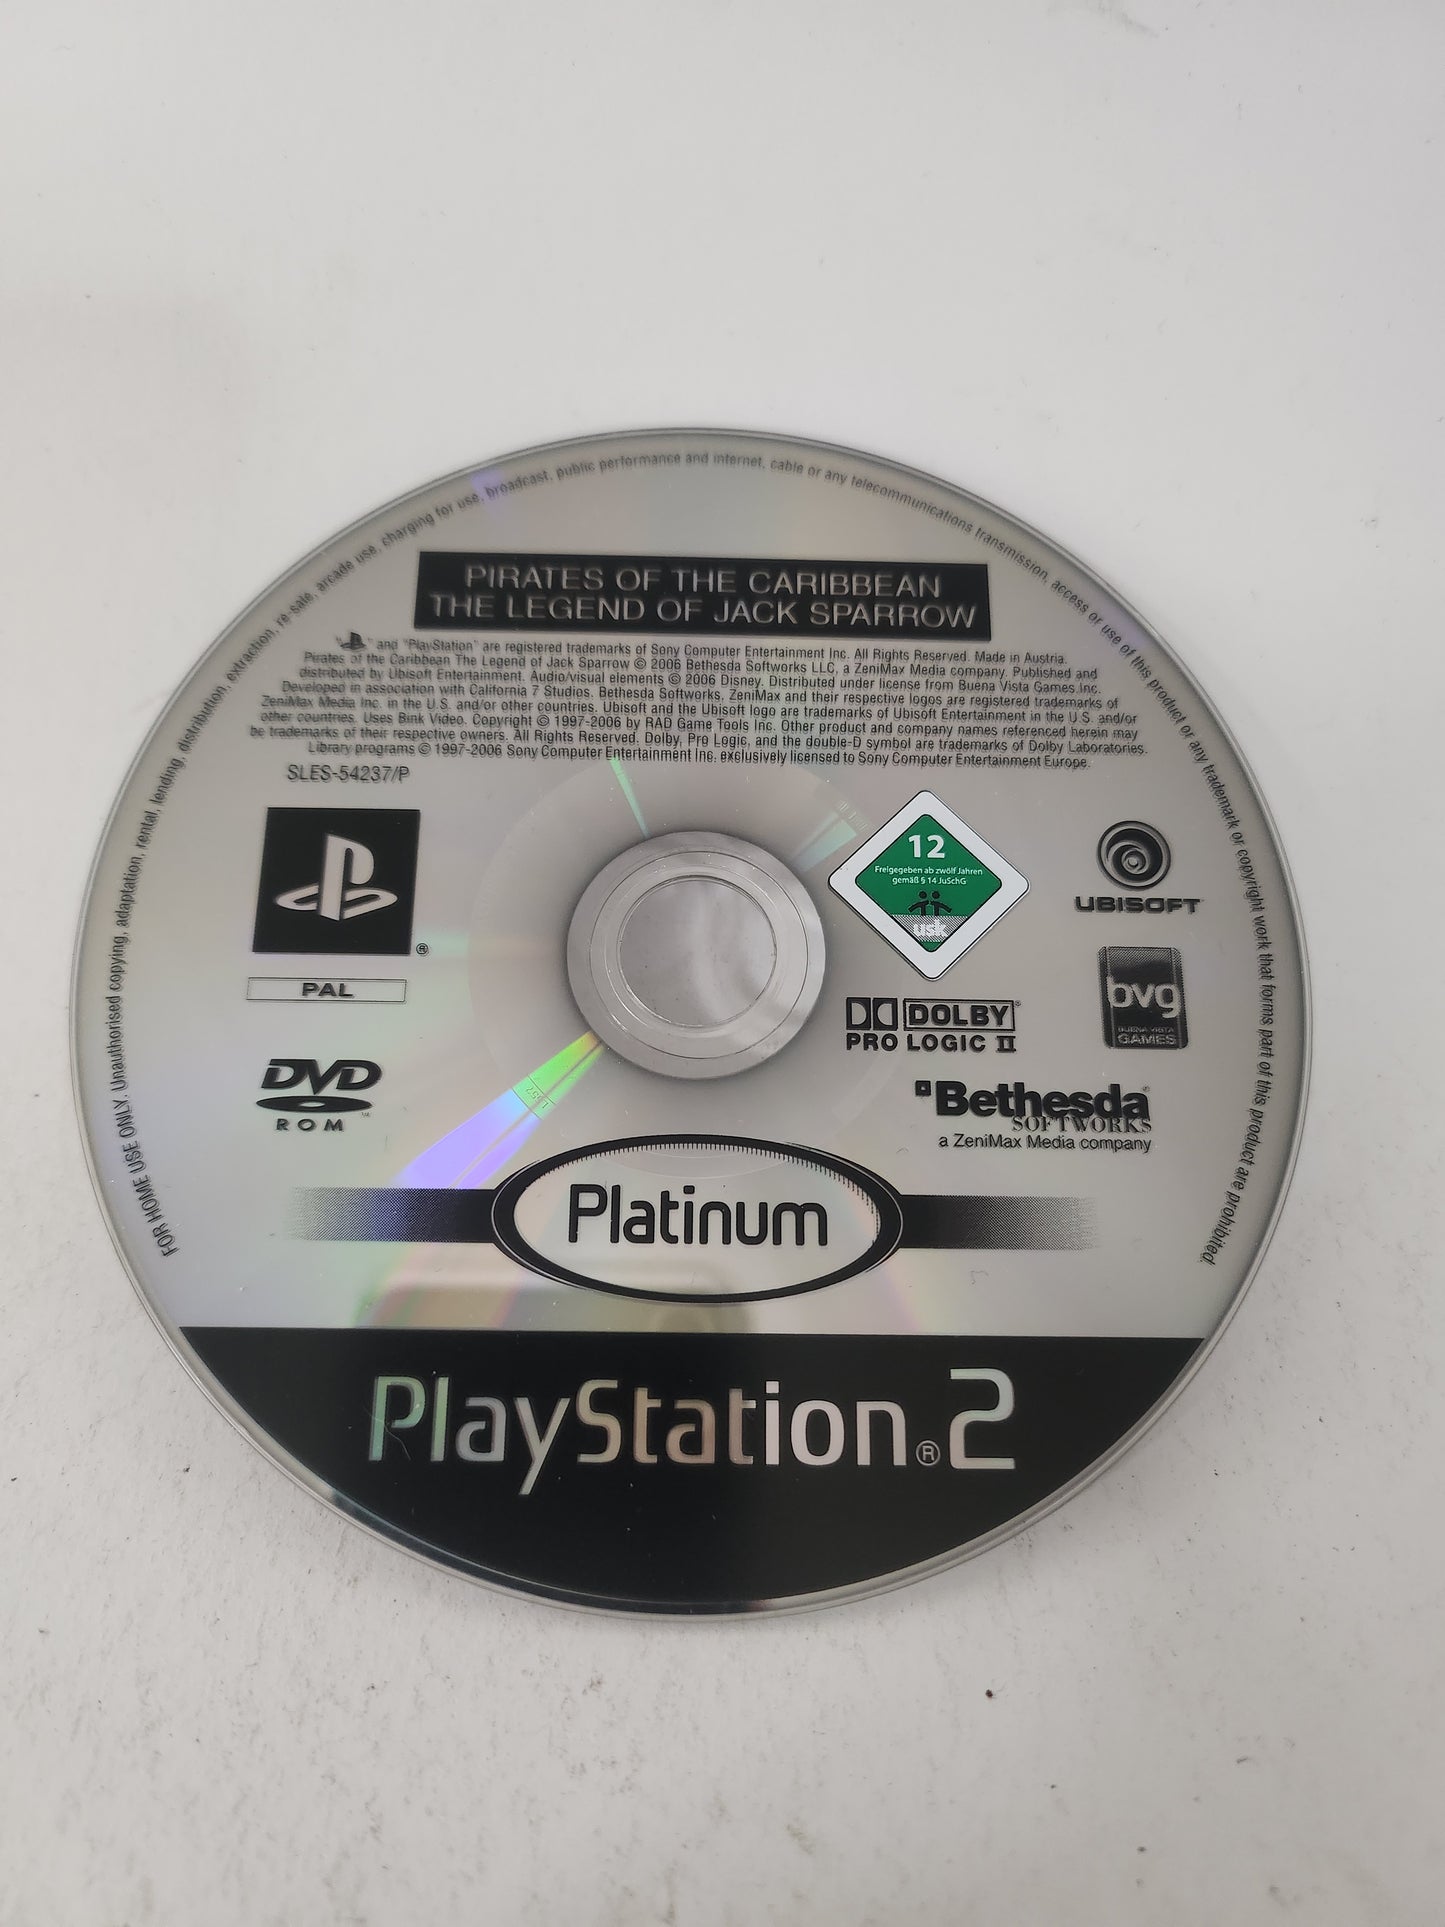 FOR HOME USE ONLY. Unauthorised copying, adaptation, rental, lending, distribution, extraction, re-sale, arcade use, charging for use, broadcast, public performance and internet, cable or any telecommunications transmission, access or use of this product or any trademark or copyright work that forms part of this product are prohibited.
PIRATES OF THE CARIBBEAN
THE LEGEND OF JACK SPARROW
" " and "PlayStation" are registered trademarks of Sony Computer Entertainment Inc. All Rights Reserved. Made in Austria.
Pirates of the Caribbean The Legend of Jack Sparrow © 2006 Bethesda Softworks LLC, a ZeniMax Media company. Published and
distributed by Ubisoft Entertainment. Audio/visual elements © 2006 Disney. Distributed under license from Buena Vista Games,Inc.
Developed in association with California 7 Studios. Bethesda Softworks, ZeniMax and their respective logos are registered trademarks of
ZeniMax Media Inc. in the U.S. and/or other countries. Ubisoft and the Ubisoft logo are trademarks of Ubisoft Entertainment in the U.S. and/or
other countries. Uses Bink Video. Copyright © 1997-2006 by RAD Game Tools Inc. Other product and company names referenced herein may
be trademarks of their respective owners. All Rights Reserved. Dolby, Pro Logic, and the double-D symbol are trademarks of Dolby Laboratories.
Library programs © 1997-2006 Sony Computer Entertainment Inc. exclusively licensed to Sony Computer Entertainment Europe.
SLES-54237/P
®
PAL
DVD
ROM
12
Freigegeben ab zwölf Jahren
gemäß § 14 JuSchG
usk
UBISOFT
DOLBY
PRO LOGIC II
bvg
BUENA VISTA
GAMES
Bethesda
SOFTWORKS
a ZeniMax Media company
Platinum
PlayStation®2